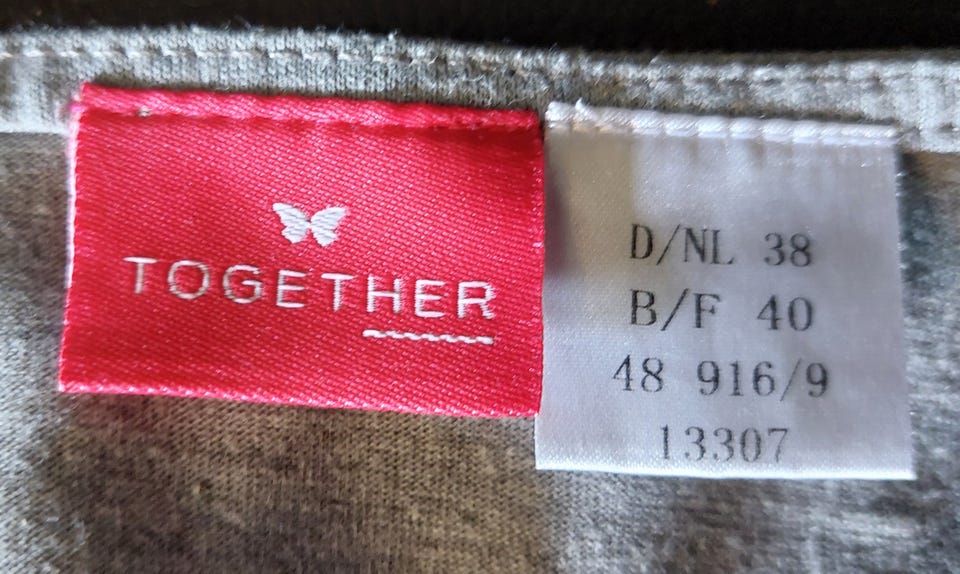 TOGETHER
D/NL 38
B/F 40
48 916/9
13307